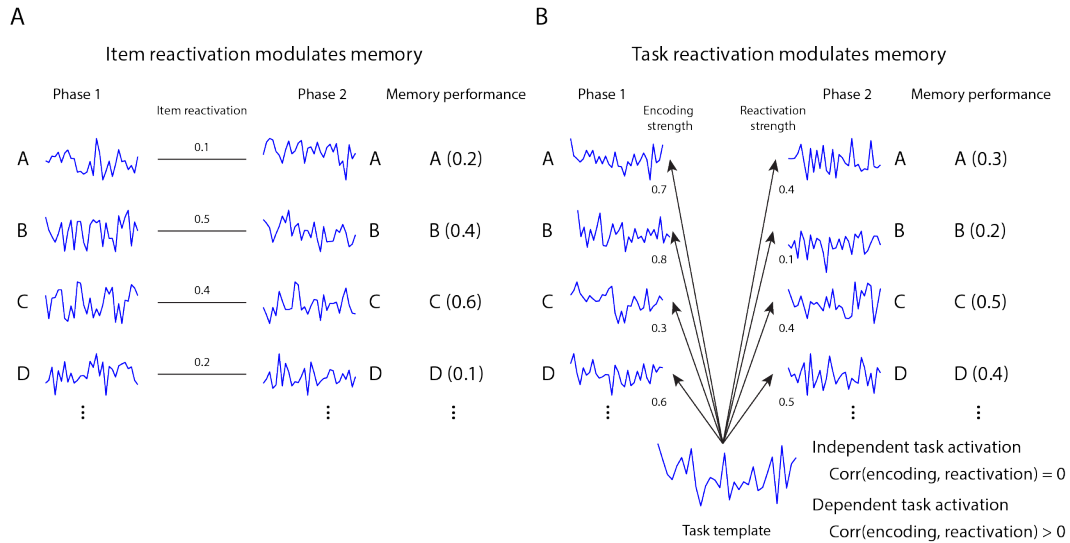 A
Item reactivation modulates memory
Phase 1
Phase 2
Memory performance
Item reactivation
A
0.1
A
A (0.2)
B
0.5
B
B (0.4)
C
0.4
C
C (0.6)
D
0.2
D
D (0.1)
⋮
⋮
⋮
B
Task reactivation modulates memory
Phase 1
Phase 2
Memory performance
Encoding
strength
Reactivation
strength
A
0.7
0.4
A
A (0.3)
B
0.8
0.1
B
B (0.2)
C
0.3
0.4
C
C (0.5)
D
0.6
0.5
D
D (0.4)
⋮
⋮
⋮
Task template
Independent task activation
Corr(encoding, reactivation) = 0
Dependent task activation
Corr(encoding, reactivation) > 0